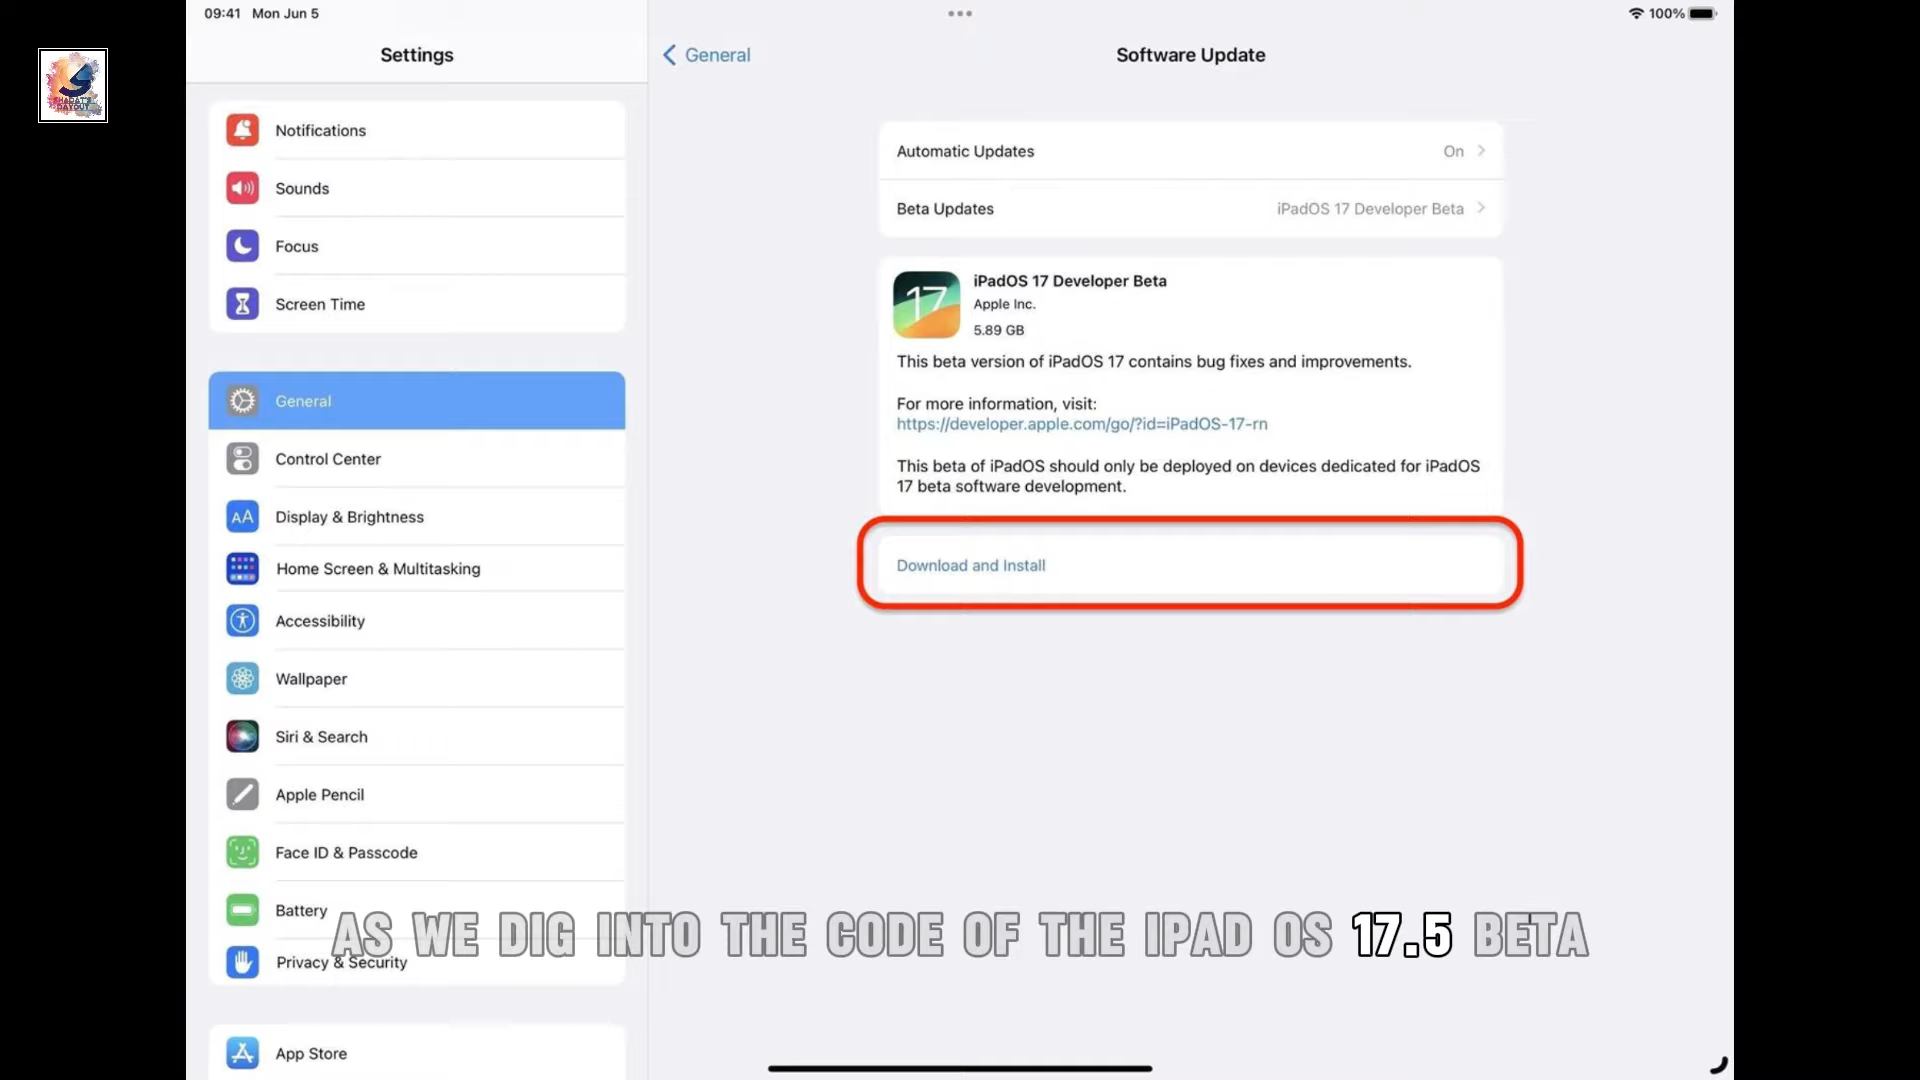 09:41 Mon Jun 5
100%
Settings
General
Software Update
Notifications
Sounds
Focus
Screen Time
General
Control Center
AA
Display & Brightness
Home Screen & Multitasking
Accessibility
Wallpaper
Siri & Search
Apple Pencil
Face ID & Passcode
Battery
Privacy & Security
App Store
Automatic Updates On
Beta Updates iPadOS 17 Developer Beta
17
iPadOS 17 Developer Beta
Apple Inc.
5.89 GB
This beta version of iPadOS 17 contains bug fixes and improvements.
For more information, visit:
https://developer.apple.com/go/?id=iPadOS-17-rn
This beta of iPadOS should only be deployed on devices dedicated for iPadOS
17 beta software development.
Download and Install
AS WE DIG INTO THE CODE OF THE IPAD OS 17.5 BETA